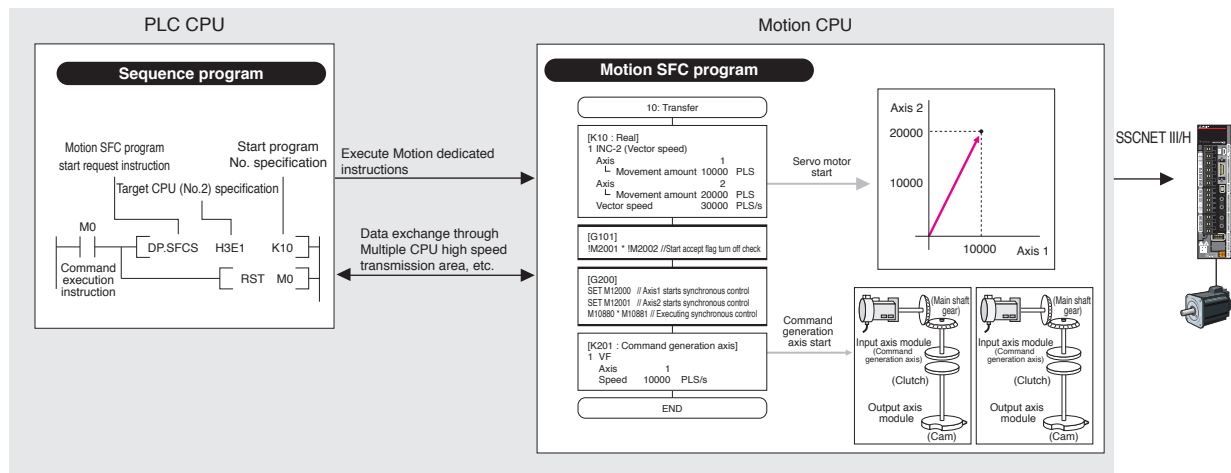 PLC CPU
Sequence program
Motion SFC program
start request instruction
Start program
No. specification
Target CPU (No.2) specification
M0
DP.SFCS H3E1 K10
Command
execution
instruction
RST M0
Execute Motion dedicated
instructions
Data exchange through
Multiple CPU high speed
transmission area, etc.
Motion CPU
Motion SFC program
10: Transfer
[K10 : Real]
1 INC-2 (Vector speed)
Axis 1
Movement amount 10000 PLS
Axis 2
Movement amount 20000 PLS
Vector speed 30000 PLS/s
[G101]
!M2001 * !M2002 //Start accept flag turn off check
[G200]
SET M12000 // Axis1 starts synchronous control
SET M12001 // Axis2 starts synchronous control
M10880 * M10881 // Executing synchronous control
[K201 : Command generation axis]
1 VF
Axis 1
Speed 10000 PLS/s
END
Servo motor
start
Axis 2
20000
10000
10000 Axis 1
Command
generation
axis start
(Main shaft
gear)
Input axis module
(Command
generation axis)
(Clutch)
Output axis
module
(Cam)
(Main shaft
gear)
Input axis module
(Command
generation axis)
(Clutch)
Output axis
module
(Cam)
SSCNET III/H